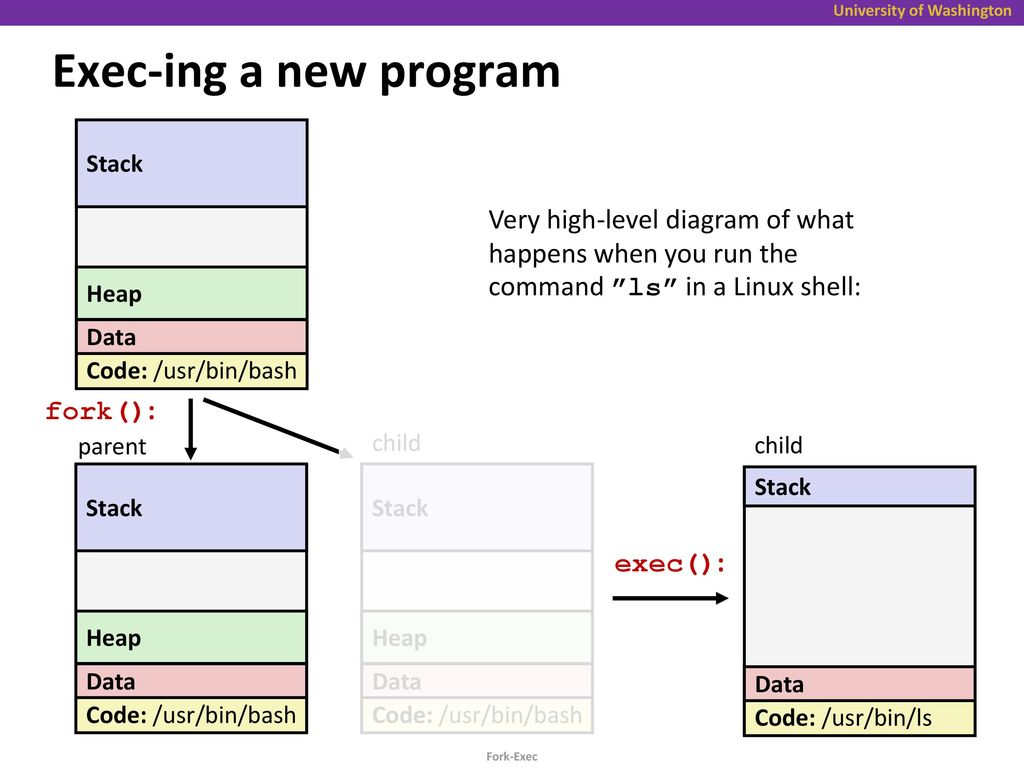 University of Washington
Exec-ing a new program
Stack
Heap
Data
Code: /usr/bin/bash
Very high-level diagram of what
happens when you run the
command ”ls” in a Linux shell:
fork():
parent
Stack
Heap
Data
Code: /usr/bin/bash
child
Stack
Heap
Data
Code: /usr/bin/bash
exec():
child
Stack
Data
Code: /usr/bin/ls
Fork-Exec